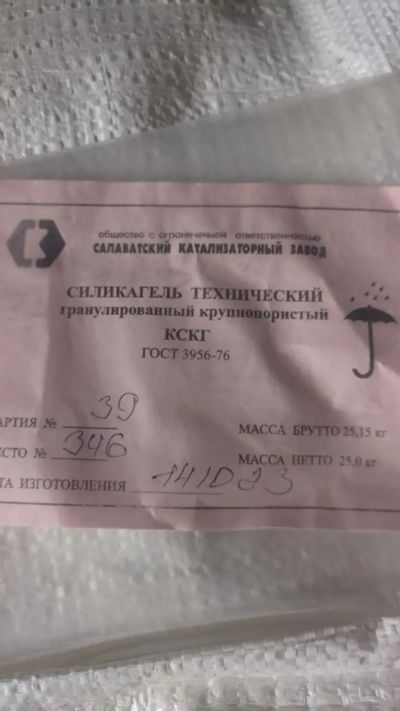 общество с ограниченной ответственностью
САЛАВАТСКИЙ КАТАЛИЗАТОРНЫЙ ЗАВОД
СИЛИКАГЕЛЬ ТЕХНИЧЕСКИЙ
гранулированный крупнопористый
КСКГ
ГОСТ 3956-76
АРТИЯ № 39
МАССА БРУТТО 25,15 кг
ЕСТО № 346
МАССА НЕТТО 25,0 кг
ТА ИЗГОТОВЛЕНИЯ 141023